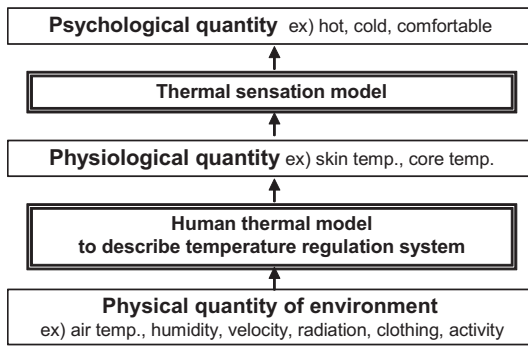 Psychological quantity ex) hot, cold, comfortable
Thermal sensation model
Physiological quantity ex) skin temp., core temp.
Human thermal model
to describe temperature regulation system
Physical quantity of environment
ex) air temp., humidity, velocity, radiation, clothing, activity